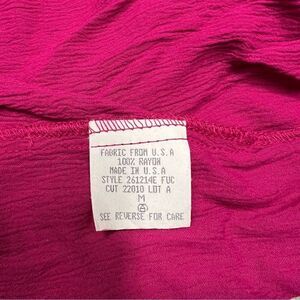 FABRIC FROM U.S.A
100% RAYON
MADE IN U.S.A
STYLE 261214E FUC
CUT 22010 LOT A
M
SEE REVERSE FOR CARE